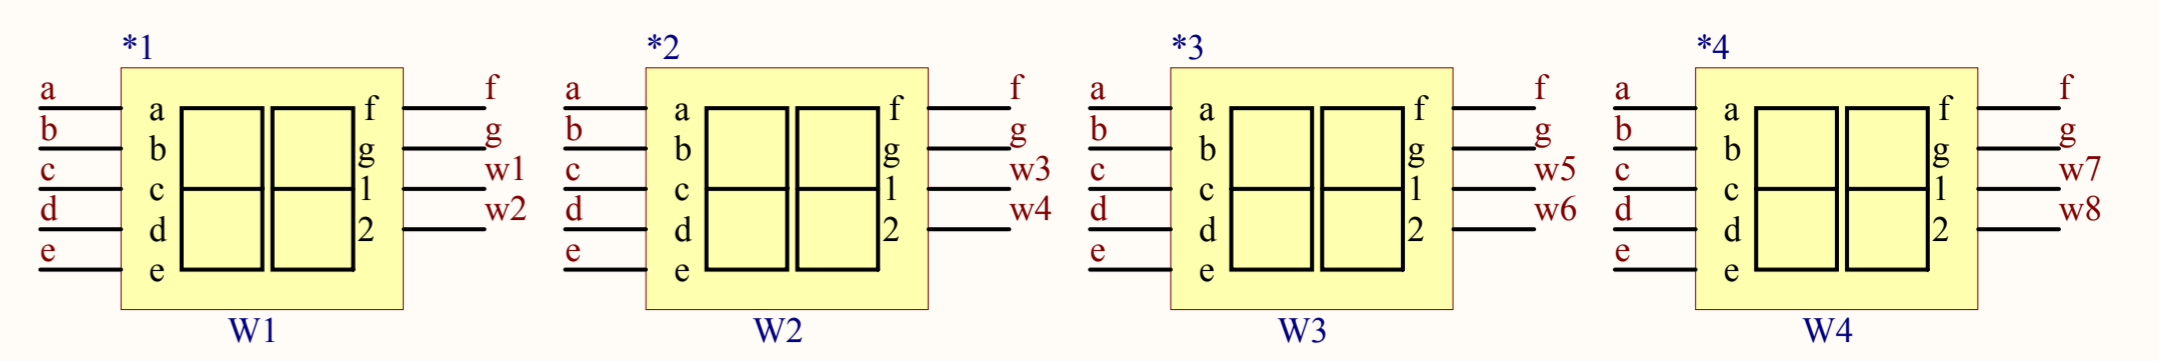 *1 *2 *3 *4
a f a f a f a f
a f a f a f a f
b g b g b g b g
b g b g b g b g
c w1 c w3 c w5 c w7
c 1 c 1 c 1 c 1
d w2 d w4 d w6 d w8
d 2 d 2 d 2 d 2
e e e e
e e e e
W1 W2 W3 W4